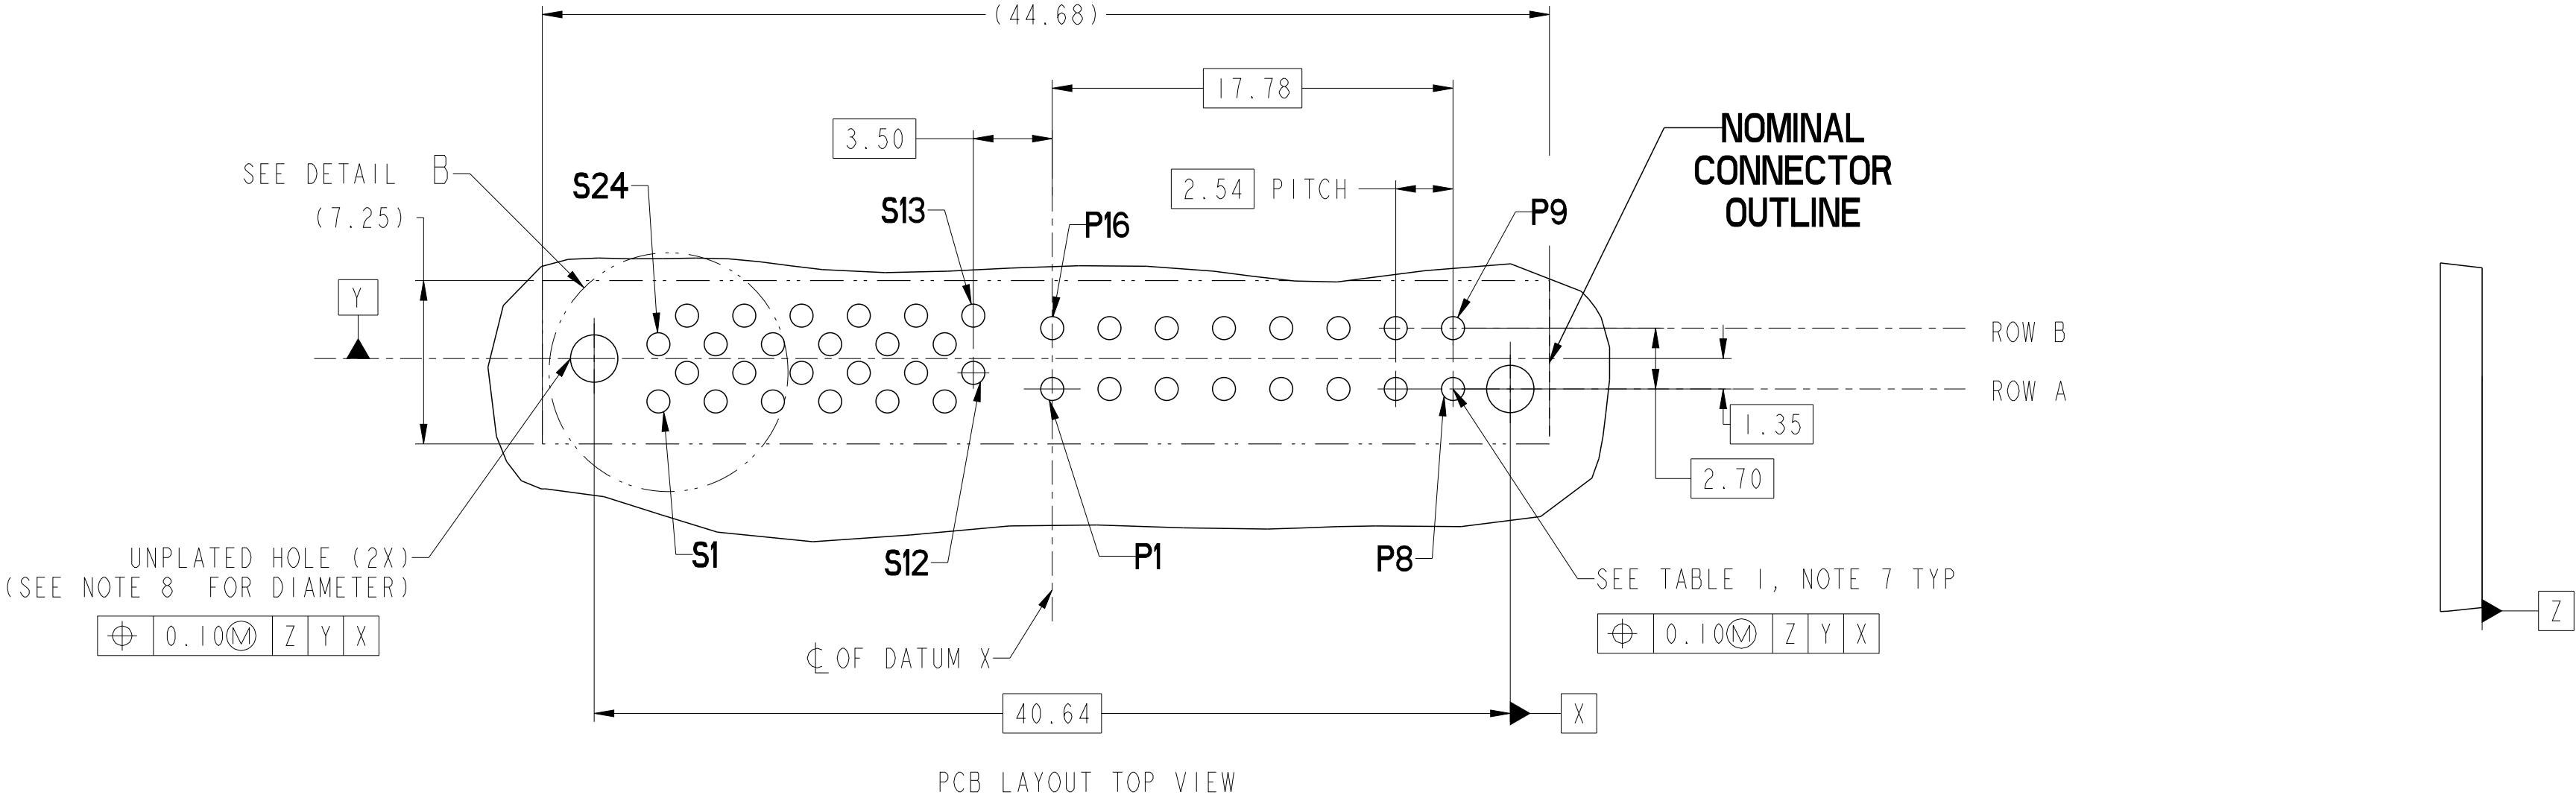 (44.68)
17.78
3.50
NOMINAL
CONNECTOR
OUTLINE
SEE DETAIL B
S24
2.54 PITCH
(7.25)
S13
P16
P9
Y
ROW B
ROW A
1.35
2.70
UNPLATED HOLE (2X)
(SEE NOTE 8 FOR DIAMETER)
⌖ 0.10Ⓜ Z Y X
S1
S12
P1
P8
SEE TABLE 1, NOTE 7 TYP
⌖ 0.10Ⓜ Z Y X
Z
℄ OF DATUM X
40.64
X
PCB LAYOUT TOP VIEW